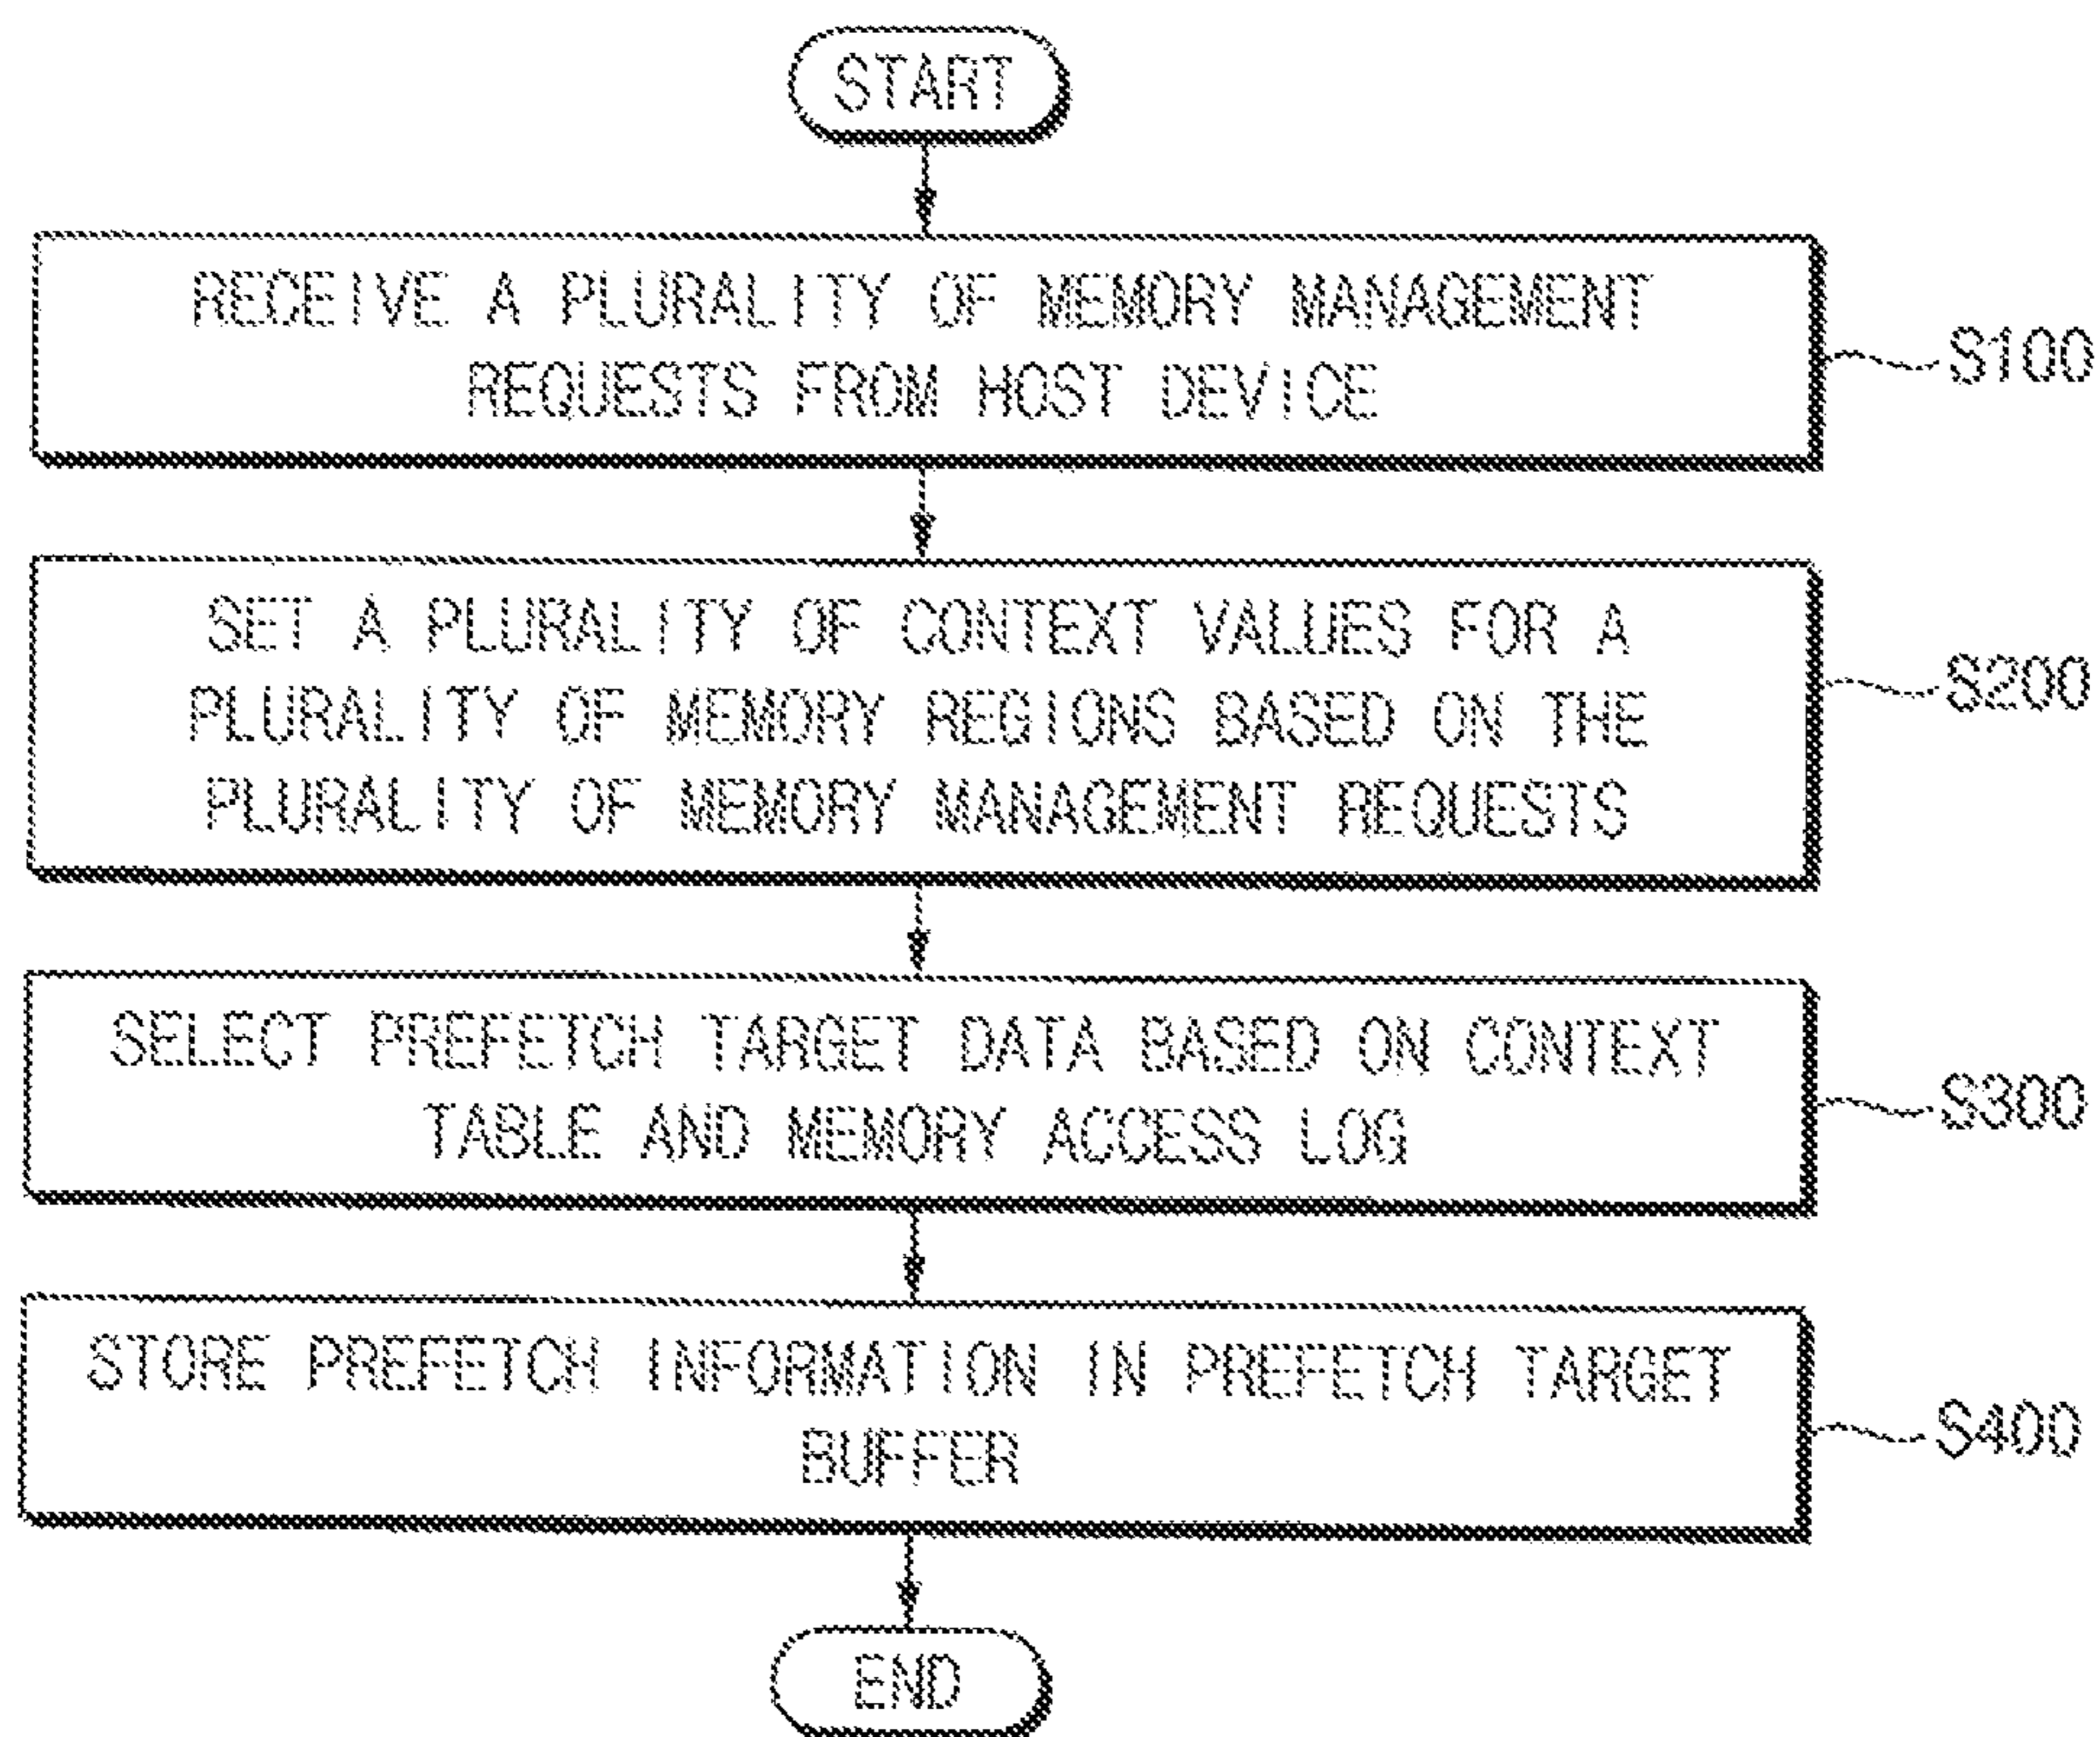 START
RECEIVE A PLURALITY OF MEMORY MANAGEMENT
REQUESTS FROM HOST DEVICE
S100
SET A PLURALITY OF CONTEXT VALUES FOR A
PLURALITY OF MEMORY REGIONS BASED ON THE
PLURALITY OF MEMORY MANAGEMENT REQUESTS
S200
SELECT PREFETCH TARGET DATA BASED ON CONTEXT
TABLE AND MEMORY ACCESS LOG
S300
STORE PREFETCH INFORMATION IN PREFETCH TARGET
BUFFER
S400
END